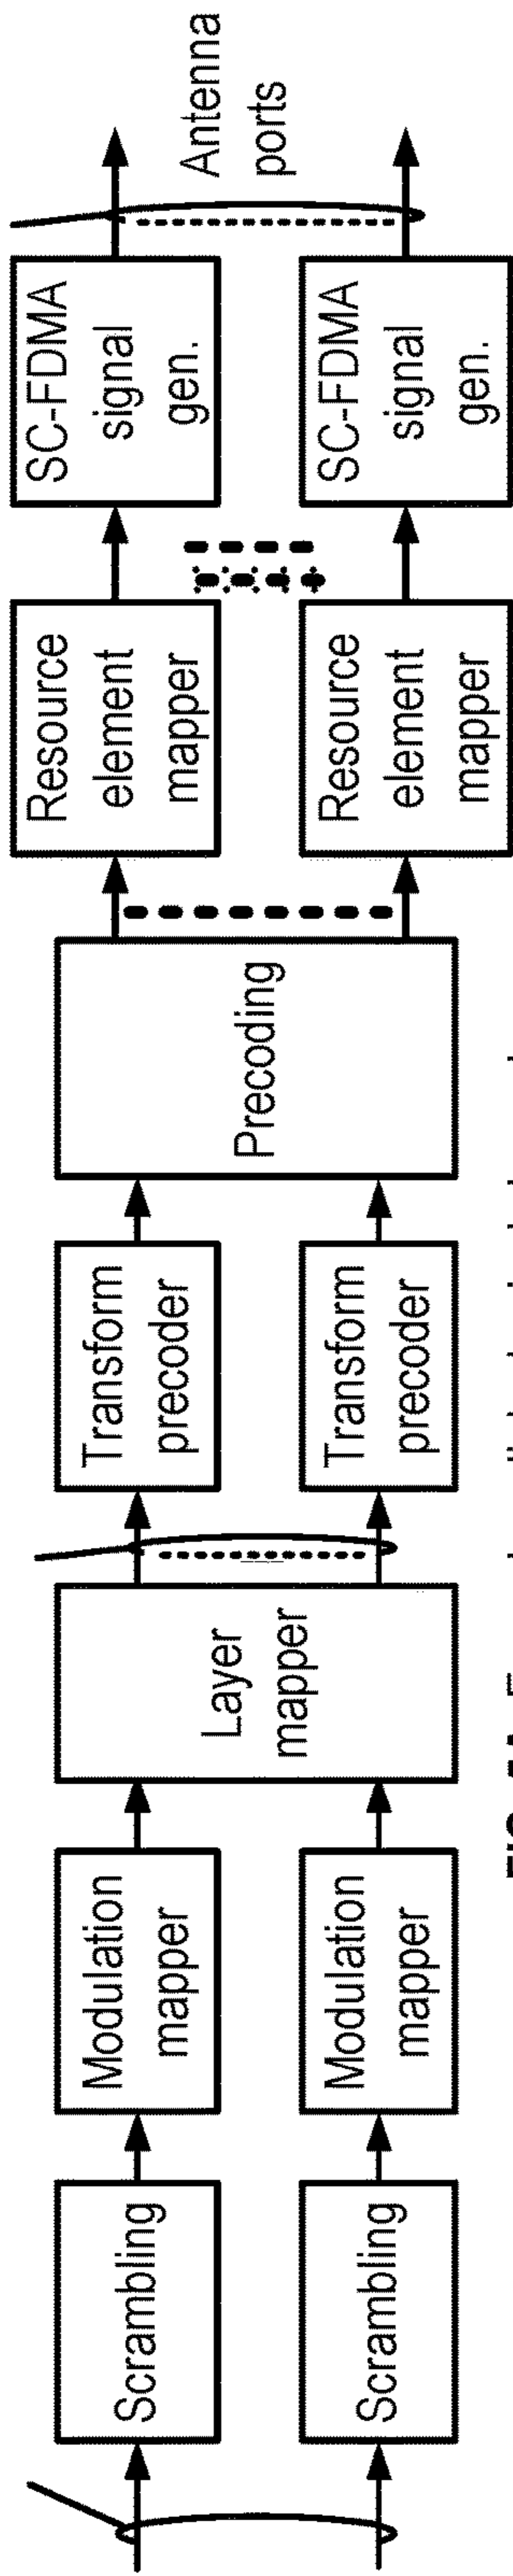 Scrambling
Scrambling
Modulation
mapper
Modulation
mapper
Layer
mapper
Transform
precoder
Transform
precoder
Precoding
Resource
element
mapper
Resource
element
mapper
SC-FDMA
signal
gen.
SC-FDMA
signal
gen.
Antenna
ports